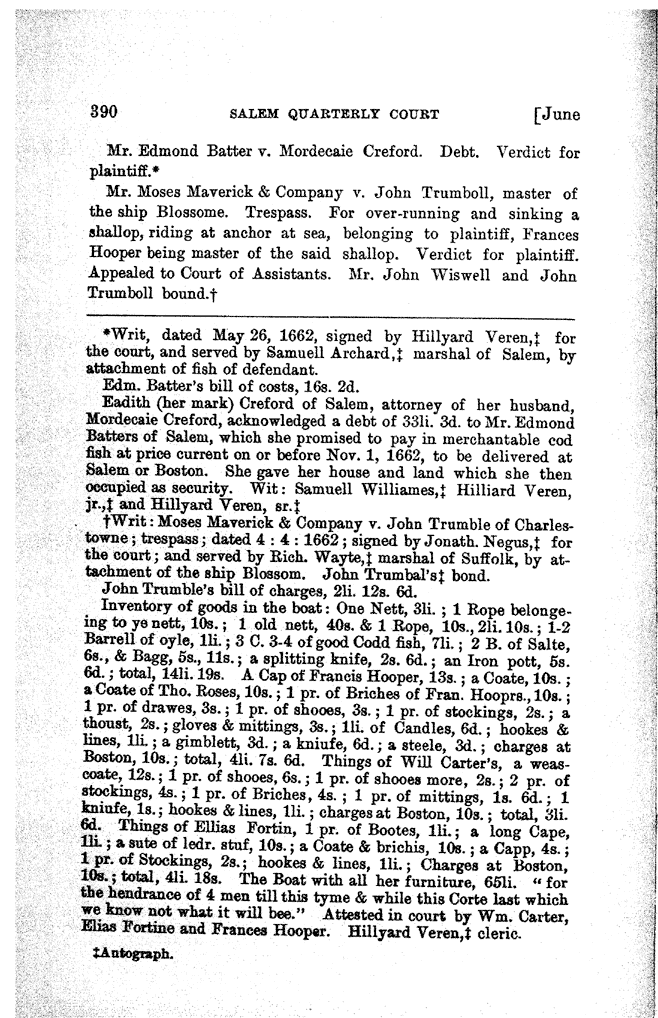 390 SALEM QUARTERLY COURT [June
Mr. Edmond Batter v. Mordecaie Creford. Debt. Verdict for
plaintiff.*
Mr. Moses Maverick & Company v. John Trumboll, master of
the ship Blossome. Trespass. For over-running and sinking a
shallop, riding at anchor at sea, belonging to plaintiff, Frances
Hooper being master of the said shallop. Verdict for plaintiff.
Appealed to Court of Assistants. Mr. John Wiswell and John
Trumboll bound.†
*Writ, dated May 26, 1662, signed by Hillyard Veren,‡ for
the court, and served by Samuell Archard,‡ marshal of Salem, by
attachment of fish of defendant.
Edm. Batter's bill of costs, 16s. 2d.
Eadith (her mark) Creford of Salem, attorney of her husband,
Mordecaie Creford, acknowledged a debt of 33li. 3d. to Mr. Edmond
Batters of Salem, which she promised to pay in merchantable cod
fish at price current on or before Nov. 1, 1662, to be delivered at
Salem or Boston. She gave her house and land which she then
occupied as security. Wit: Samuell Williames,‡ Hilliard Veren,
jr.,‡ and Hillyard Veren, sr.‡
†Writ: Moses Maverick & Company v. John Trumble of Charles-
towne; trespass; dated 4 : 4 : 1662; signed by Jonath. Negus,‡ for
the court; and served by Rich. Wayte,‡ marshal of Suffolk, by at-
tachment of the ship Blossom. John Trumbal's‡ bond.
John Trumble's bill of charges, 2li. 12s. 6d.
Inventory of goods in the boat: One Nett, 3li. ; 1 Rope belonge-
ing to ye nett, 10s.; 1 old nett, 40s. & 1 Rope, 10s., 2li. 10s.; 1-2
Barrell of oyle, 1li. ; 3 C. 3-4 of good Codd fish, 7li. ; 2 B. of Salte,
6s., & Bagg, 5s., 11s.; a splitting knife, 2s. 6d.; an Iron pott, 5s.
6d. ; total, 14li. 19s. A Cap of Francis Hooper, 13s. ; a Coate, 10s. ;
a Coate of Tho. Roses, 10s. ; 1 pr. of Briches of Fran. Hooprs., 10s. ;
1 pr. of drawes, 3s. ; 1 pr. of shooes, 3s. ; 1 pr. of stockings, 2s. ; a
thoust, 2s. ; gloves & mittings, 3s. ; 1li. of Candles, 6d. ; hookes &
lines, 1li. ; a gimblett, 3d. ; a kniufe, 6d. ; a steele, 3d. ; charges at
Boston, 10s. ; total, 4li. 7s. 6d. Things of Will Carter's, a weas-
coate, 12s. ; 1 pr. of shooes, 6s. ; 1 pr. of shooes more, 2s. ; 2 pr. of
stockings, 4s. ; 1 pr. of Briches, 4s. ; 1 pr. of mittings, 1s. 6d. ; 1
kniufe, 1s. ; hookes & lines, 1li. ; charges at Boston, 10s. ; total, 3li.
6d. Things of Ellias Fortin, 1 pr. of Bootes, 1li. ; a long Cape,
1li. ; a sute of ledr. stuf, 10s. ; a Coate & brichis, 10s. ; a Capp, 4s. ;
1 pr. of Stockings, 2s.; hookes & lines, 1li. ; Charges at Boston,
10s. ; total, 4li. 18s. The Boat with all her furniture, 65li. "for
the hendrance of 4 men till this tyme & while this Corte last which
we know not what it will bee." Attested in court by Wm. Carter,
Elias Fortine and Frances Hooper. Hillyard Veren,‡ cleric.
‡Autograph.